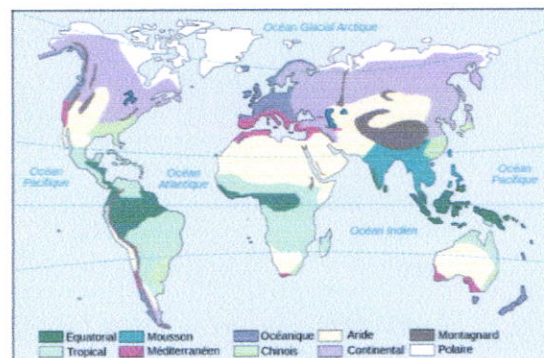 Océan Glacial Arctique
Océan
Pacifique
Océan
Atlantique
Océan
Pacifique
Océan Indien
Equatorial
Mousson
Océanique
Aride
Montagnard
Tropical
Méditerranéen
Chinois
Continental
Polaire